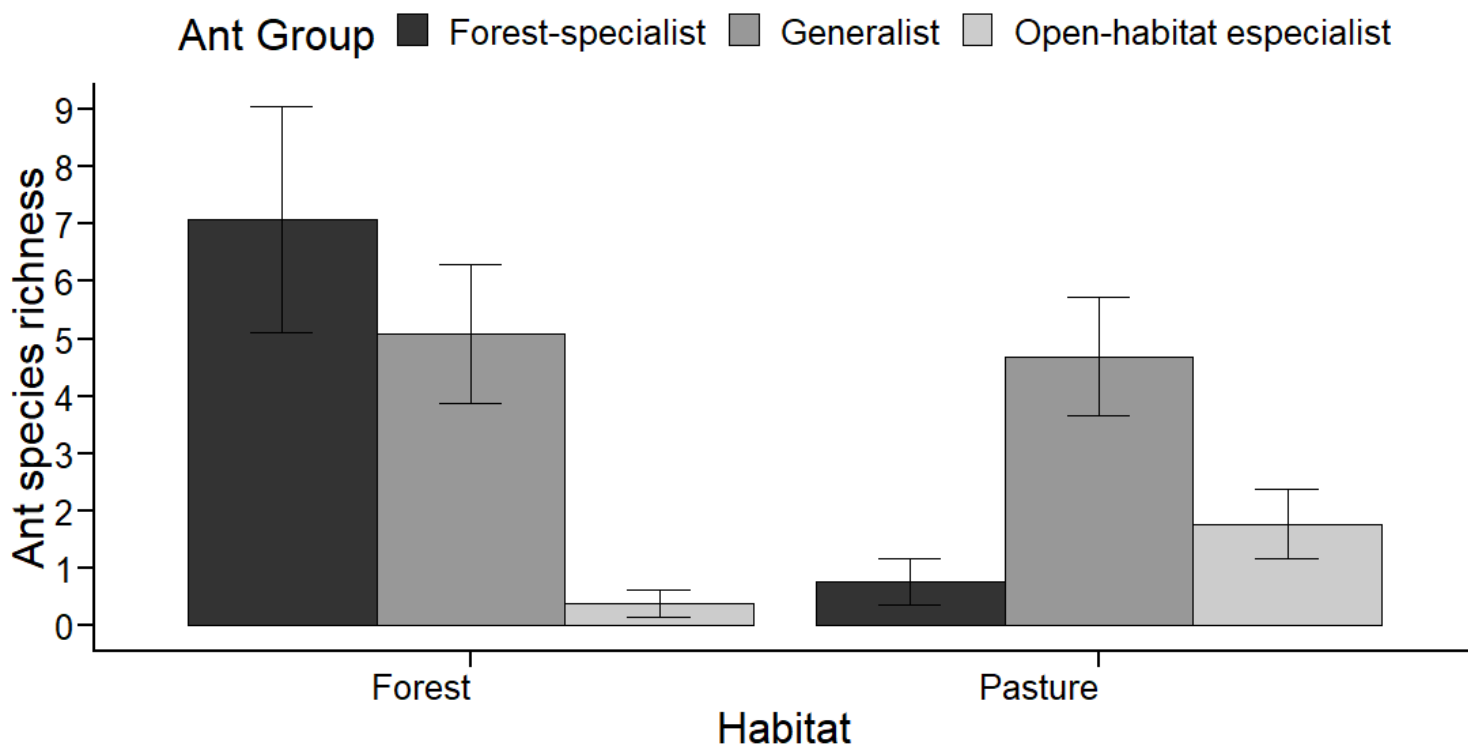 Ant Group Forest-specialist Generalist Open-habitat especialist
Ant species richness
9
8
7
6
5
4
3
2
1
0
Forest Pasture
Habitat